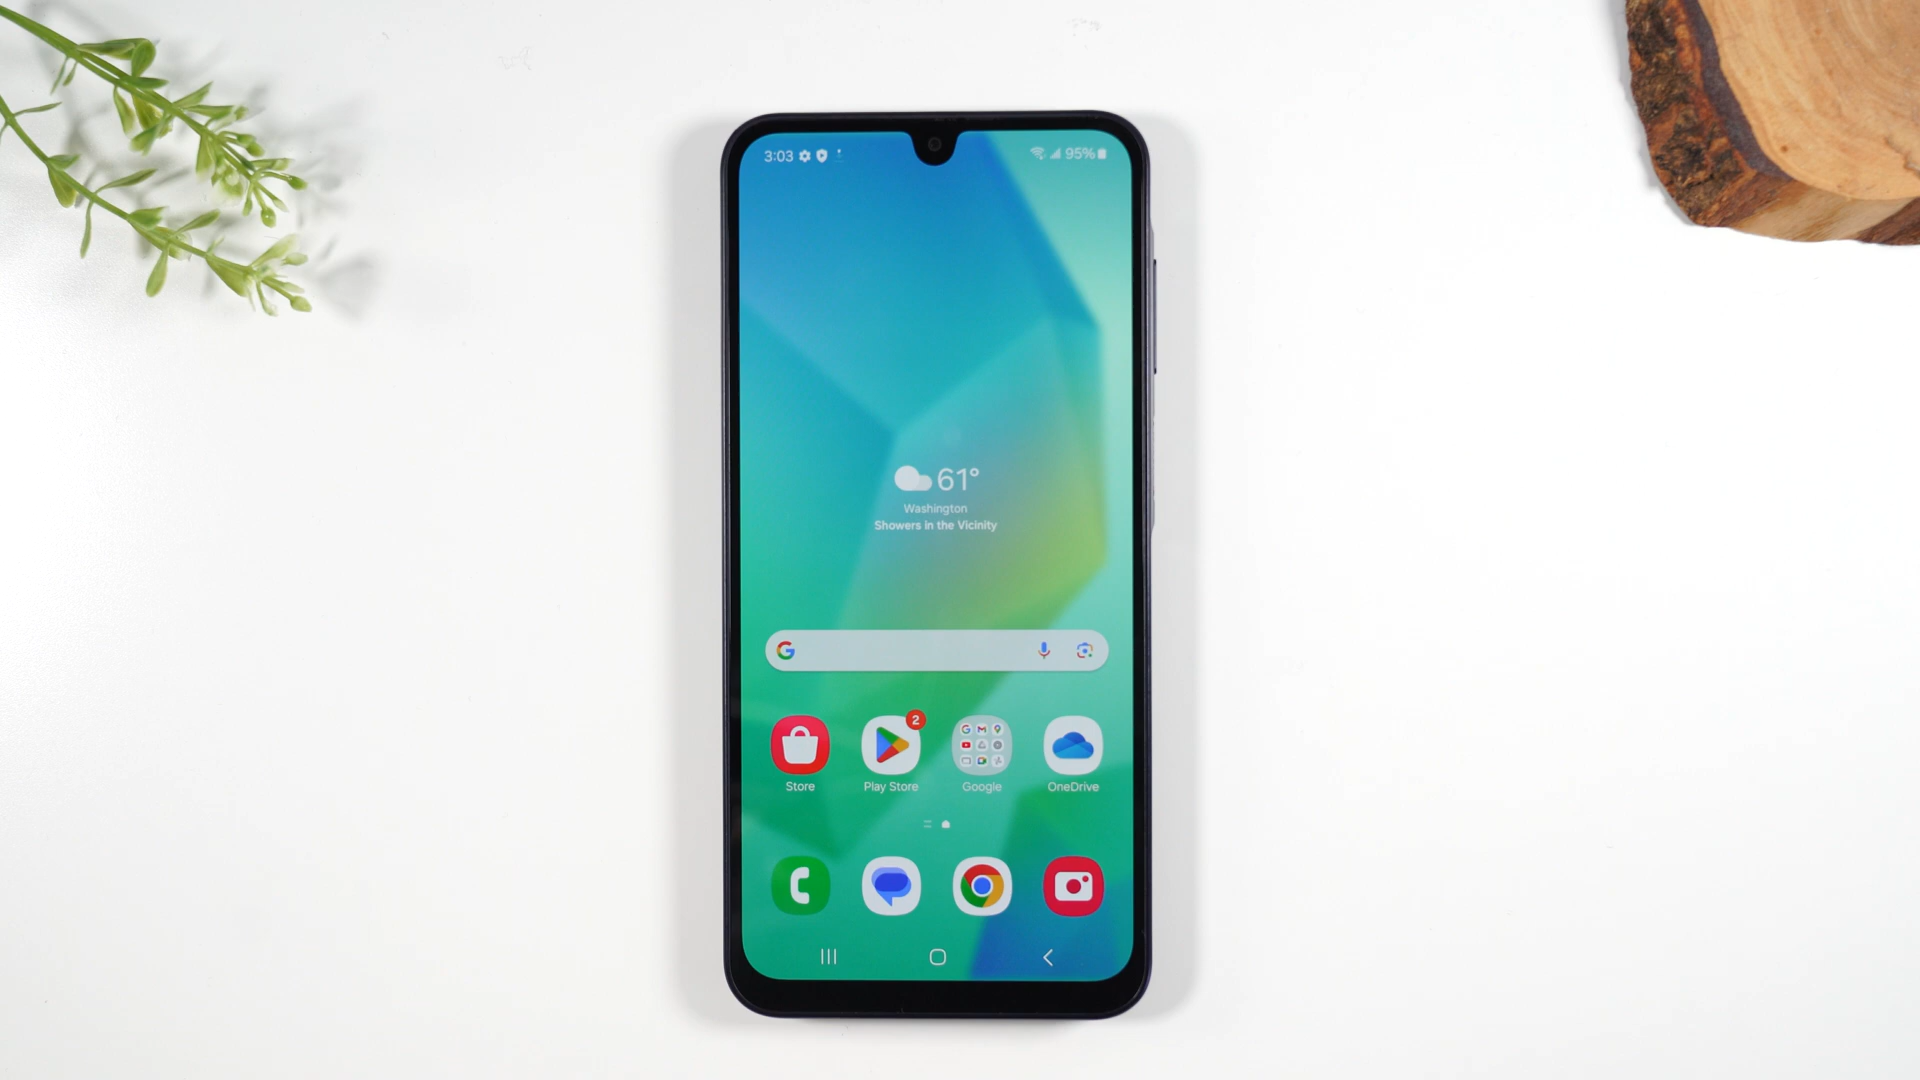 3:03 95%
61°
Washington
Showers in the Vicinity
2
Store Play Store Google OneDrive